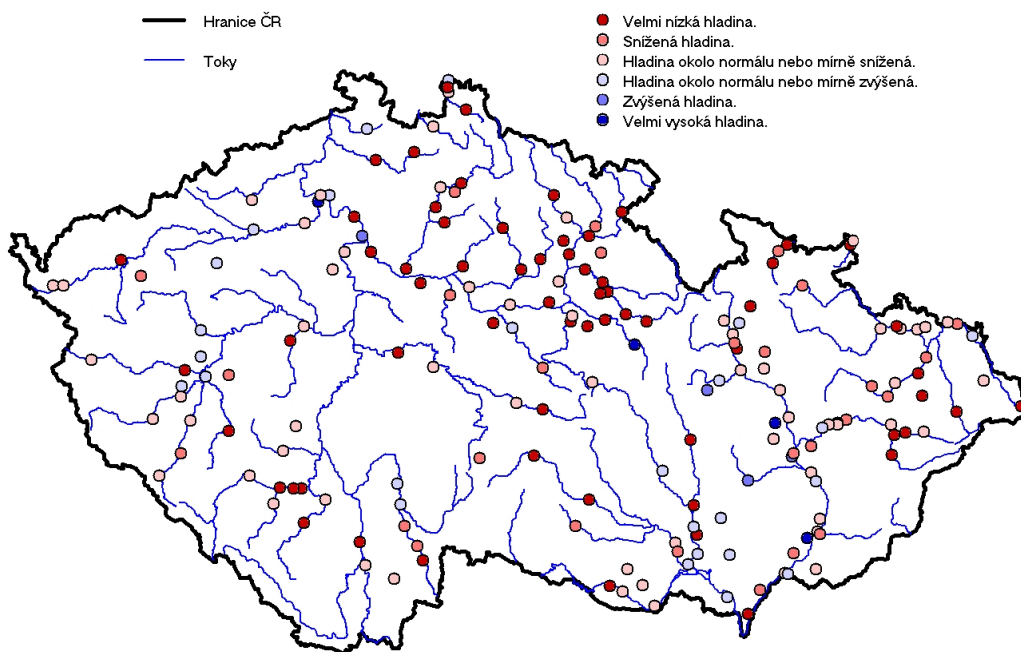 Hranice ČR
Toky
Velmi nízká hladina.
Snížená hladina.
Hladina okolo normálu nebo mírně snížená.
Hladina okolo normálu nebo mírně zvýšená.
Zvýšená hladina.
Velmi vysoká hladina.